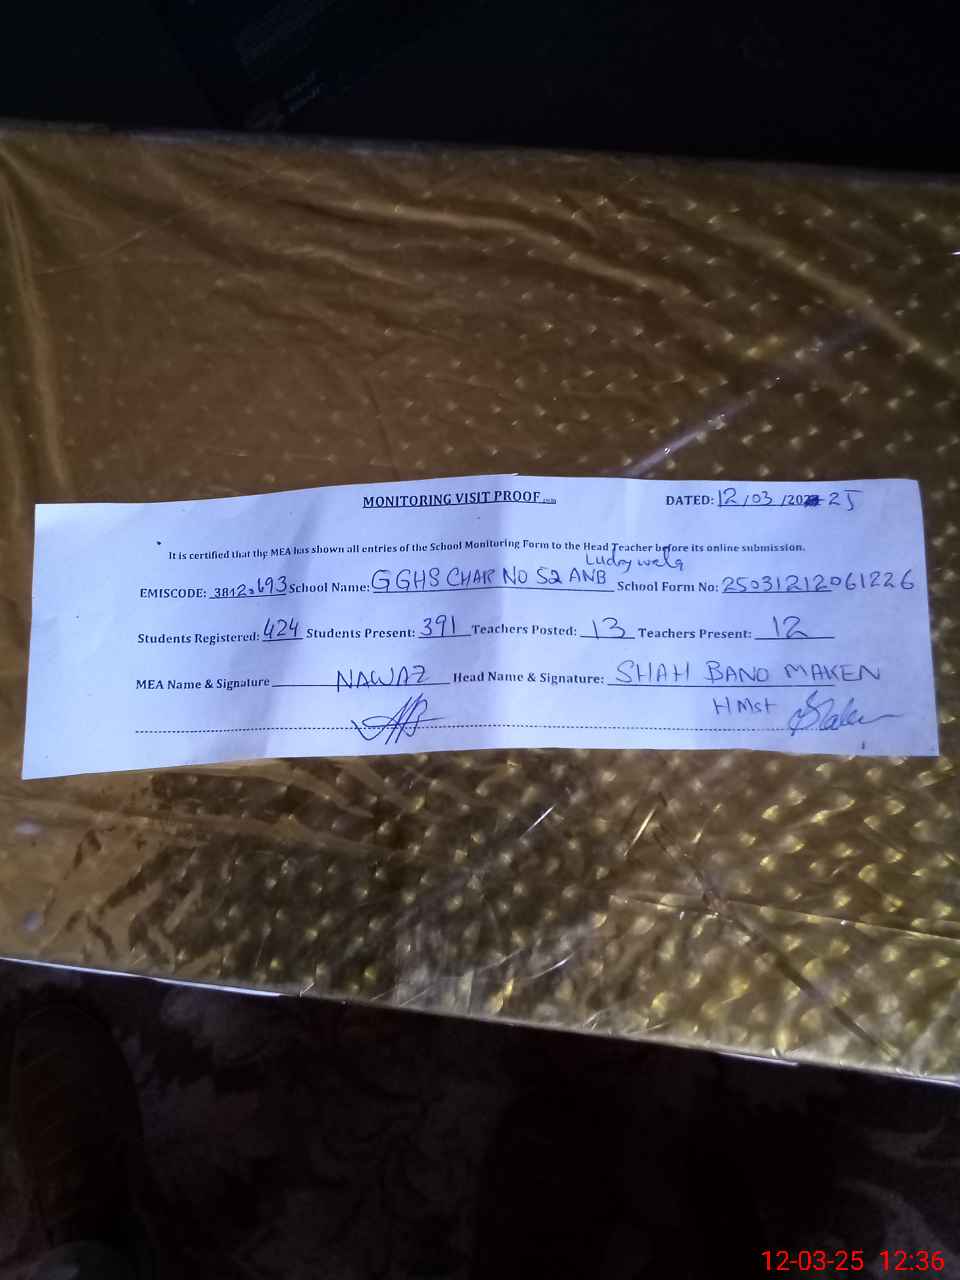 MONITORING VISIT PROOF
DATED: 12/03/2025
It is certified that the MEA has shown all entries of the School Monitoring Form to the Head Teacher before its online submission.
Ludaywala
EMISCODE: 38120693 School Name: GGHS CHAK NO 52 ANB School Form No: 25031212061226
Students Registered: 424 Students Present: 391 Teachers Posted: 13 Teachers Present: 12
MEA Name & Signature NAWAZ Head Name & Signature: SHAH BANO MAKEN
H Mst
12-03-25 12:36